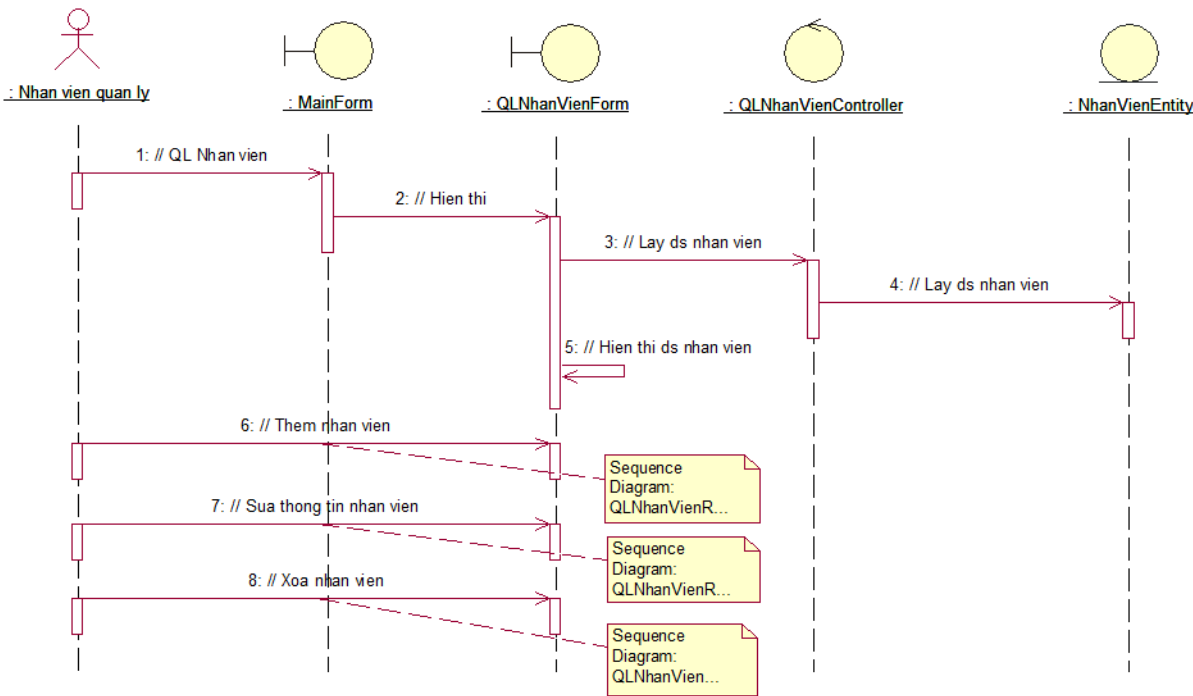 : Nhan vien quan ly
: MainForm
: QLNhanVienForm
: QLNhanVienController
: NhanVienEntity
1: // QL Nhan vien
2: // Hien thi
3: // Lay ds nhan vien
4: // Lay ds nhan vien
5: // Hien thi ds nhan vien
6: // Them nhan vien
Sequence
Diagram:
QLNhanVienR...
7: // Sua thong tin nhan vien
Sequence
Diagram:
QLNhanVienR...
8: // Xoa nhan vien
Sequence
Diagram:
QLNhanVien...